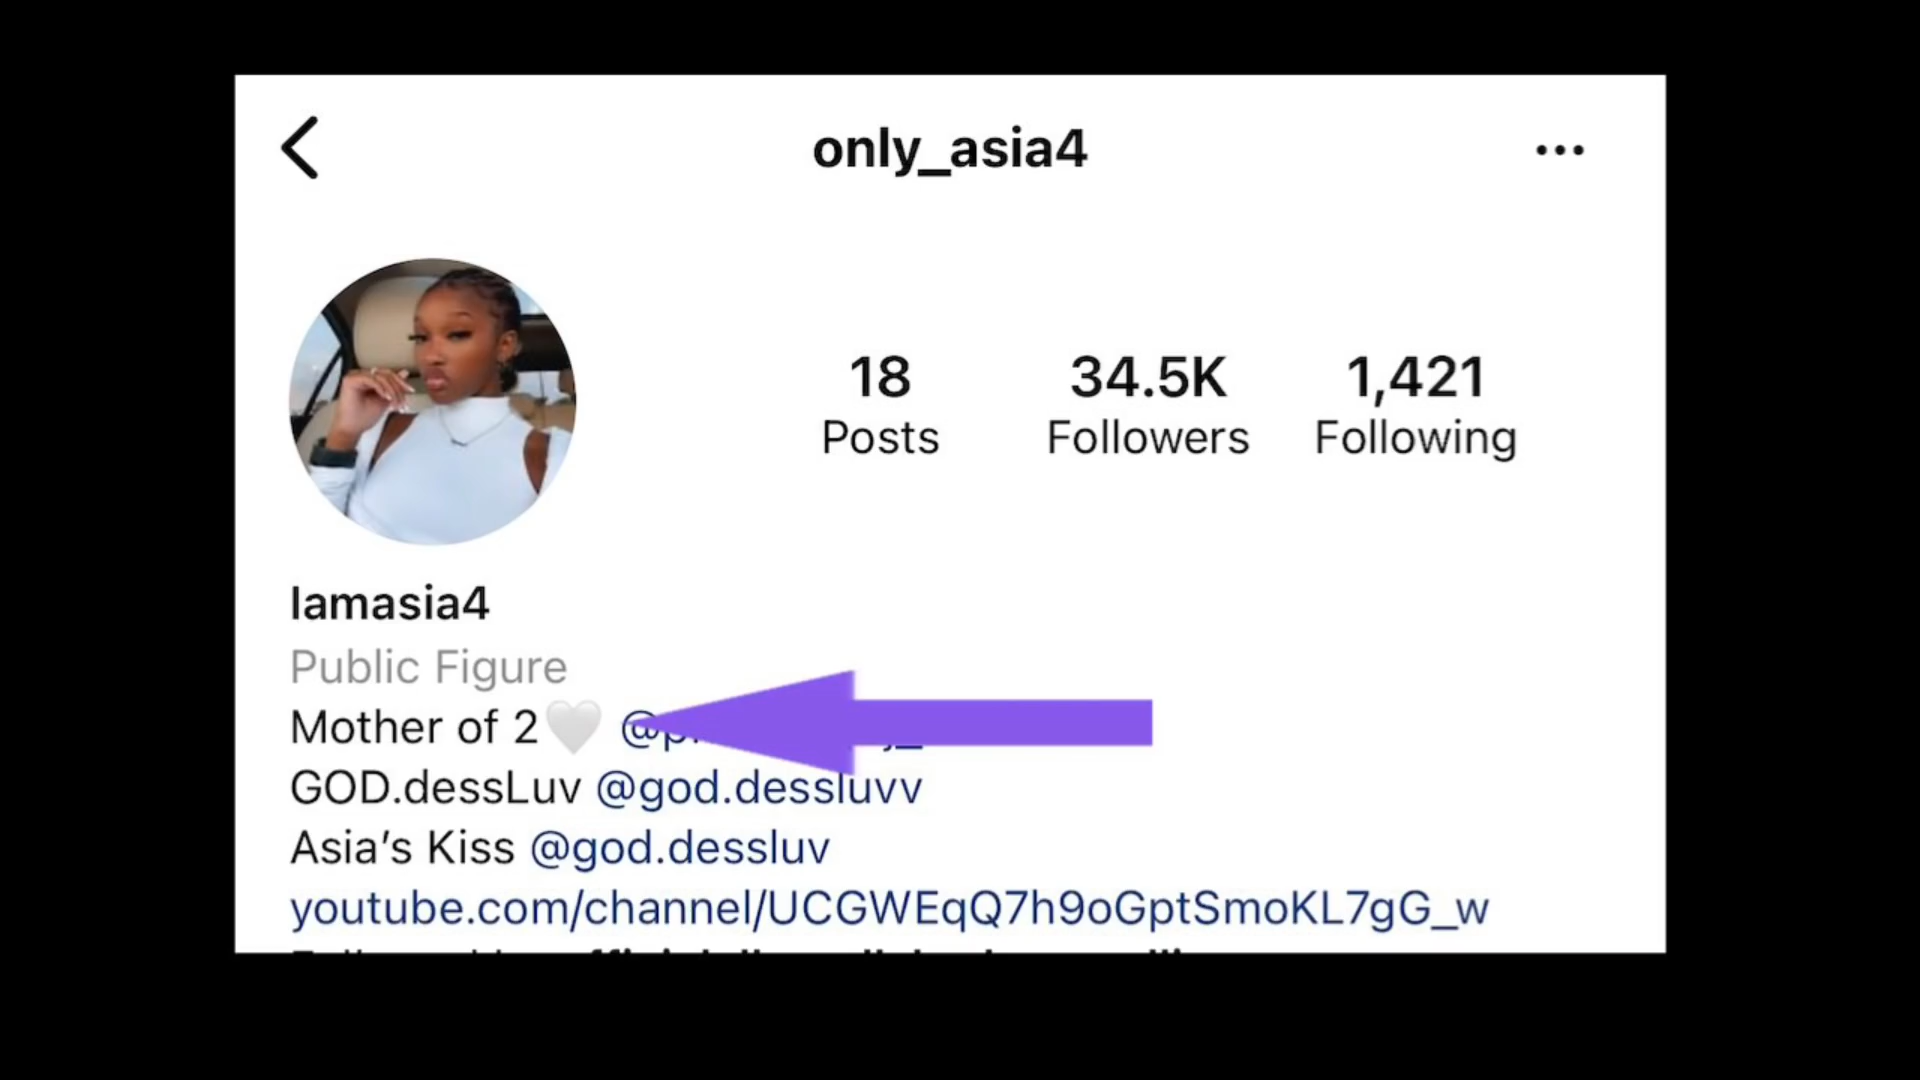 only_asia4
18 34.5K 1,421
Posts Followers Following
Iamasia4
Public Figure
Mother of 2🤍
GOD.dessLuv @god.dessluvv
Asia's Kiss @god.dessluv
youtube.com/channel/UCGWEqQ7h9oGptSmoKL7gG_w